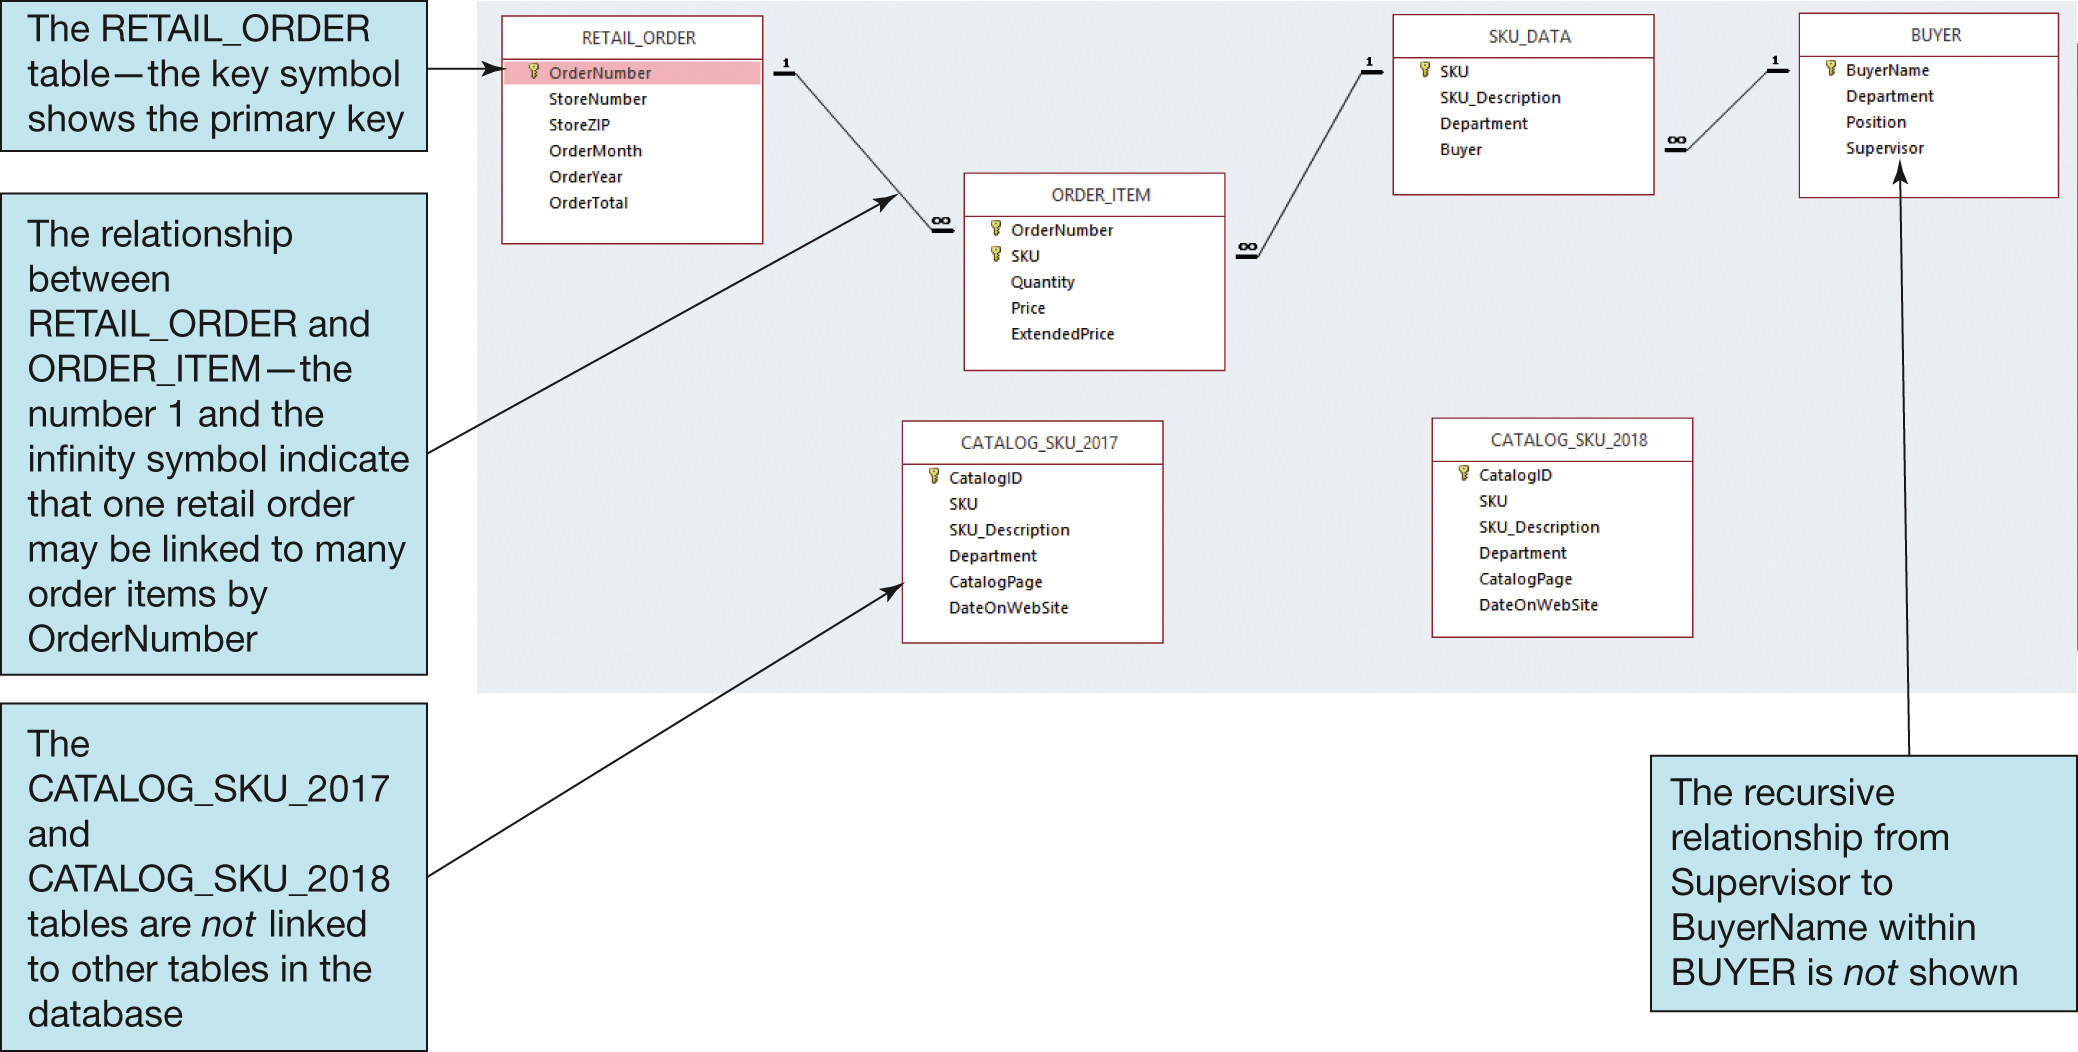 The RETAIL_ORDER
table—the key symbol
shows the primary key
The relationship
between
RETAIL_ORDER and
ORDER_ITEM—the
number 1 and the
infinity symbol indicate
that one retail order
may be linked to many
order items by
OrderNumber
The
CATALOG_SKU_2017
and
CATALOG_SKU_2018
tables are not linked
to other tables in the
database
RETAIL_ORDER
OrderNumber
StoreNumber
StoreZIP
OrderMonth
OrderYear
OrderTotal
1
∞
ORDER_ITEM
OrderNumber
SKU
Quantity
Price
ExtendedPrice
∞
1
SKU_DATA
SKU
SKU_Description
Department
Buyer
∞
1
BUYER
BuyerName
Department
Position
Supervisor
CATALOG_SKU_2017
CatalogID
SKU
SKU_Description
Department
CatalogPage
DateOnWebSite
CATALOG_SKU_2018
CatalogID
SKU
SKU_Description
Department
CatalogPage
DateOnWebSite
The recursive
relationship from
Supervisor to
BuyerName within
BUYER is not shown